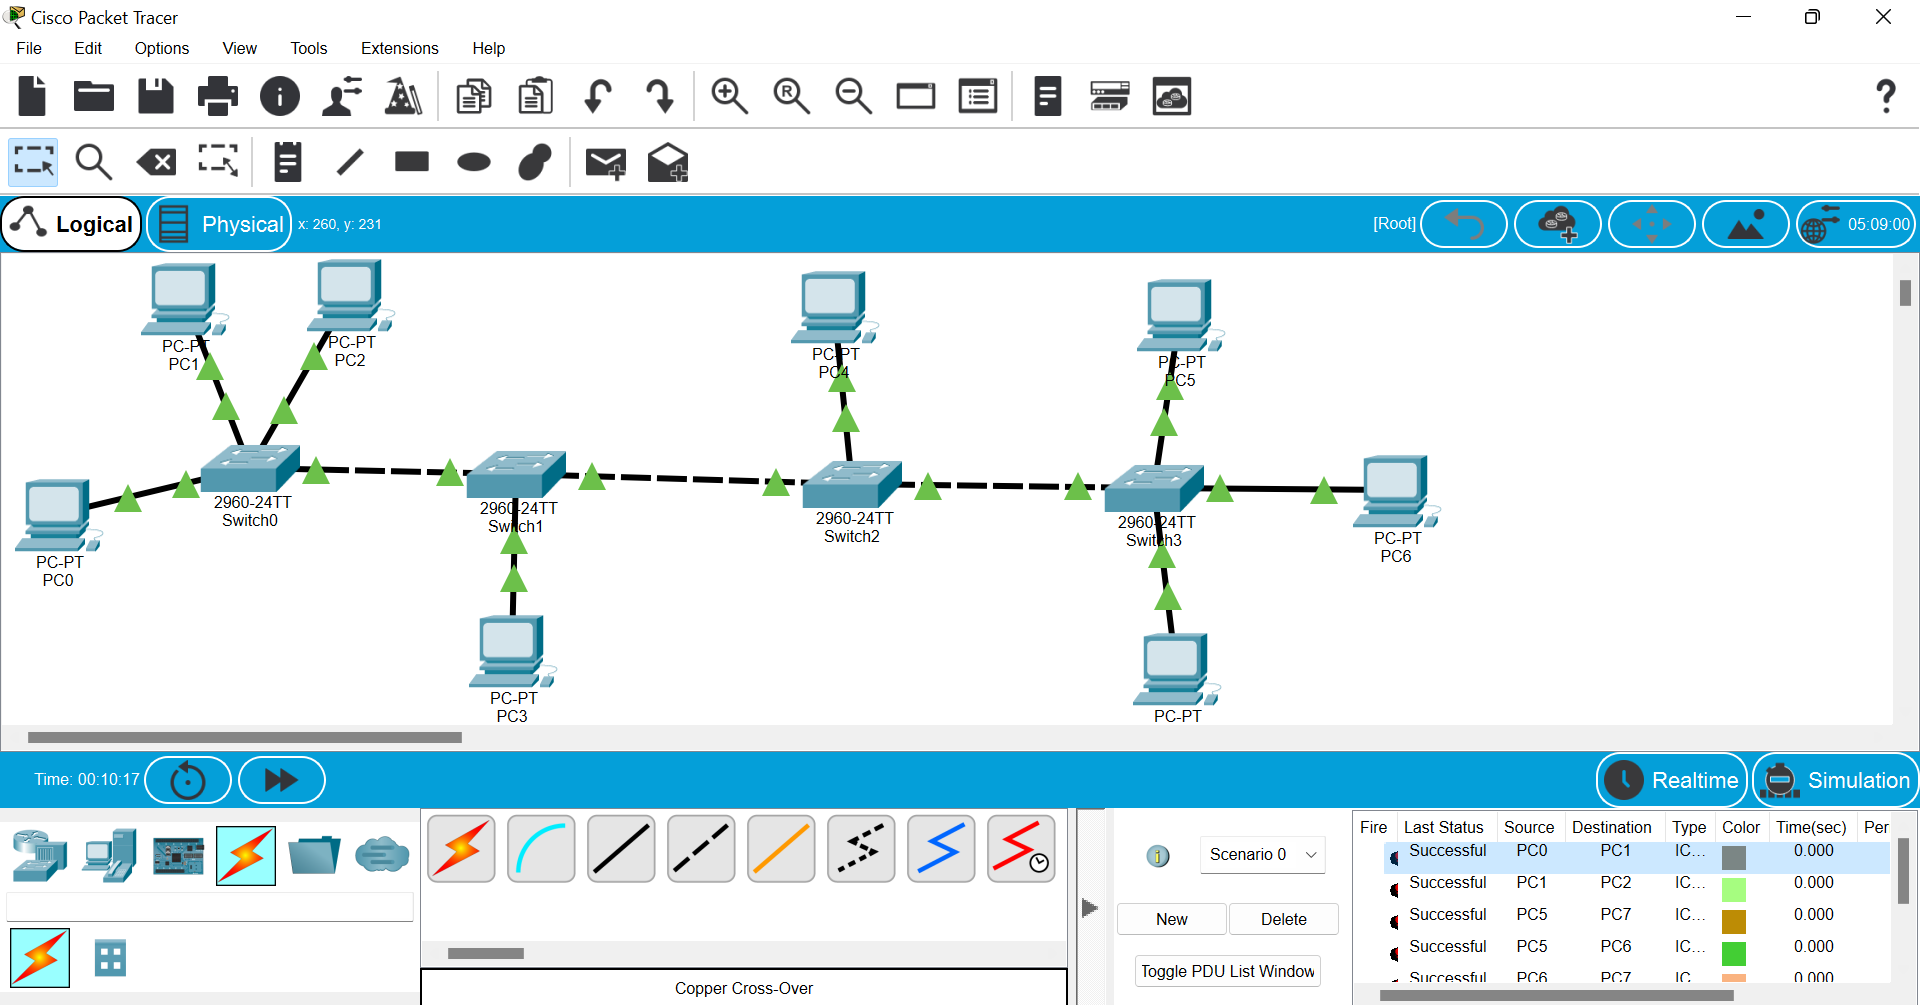 Cisco Packet Tracer
File Edit Options View Tools Extensions Help
Logical Physical x: 260, y: 231 [Root] 05:09:00
PC-PT
PC1
PC-PT
PC2
PC-PT
PC4
PC-PT
PC5
2960-24TT
Switch0
2960-24TT
Switch1
2960-24TT
Switch2
2960-24TT
Switch3
PC-PT
PC6
PC-PT
PC0
PC-PT
PC3
PC-PT
Time: 00:10:17 Realtime Simulation
Scenario 0
New Delete
Toggle PDU List Window
Copper Cross-Over
Fire Last Status Source Destination Type Color Time(sec) Per
Successful PC0 PC1 IC... 0.000
Successful PC1 PC2 IC... 0.000
Successful PC5 PC7 IC... 0.000
Successful PC5 PC6 IC... 0.000
Successful PC6 PC7 IC 0.000